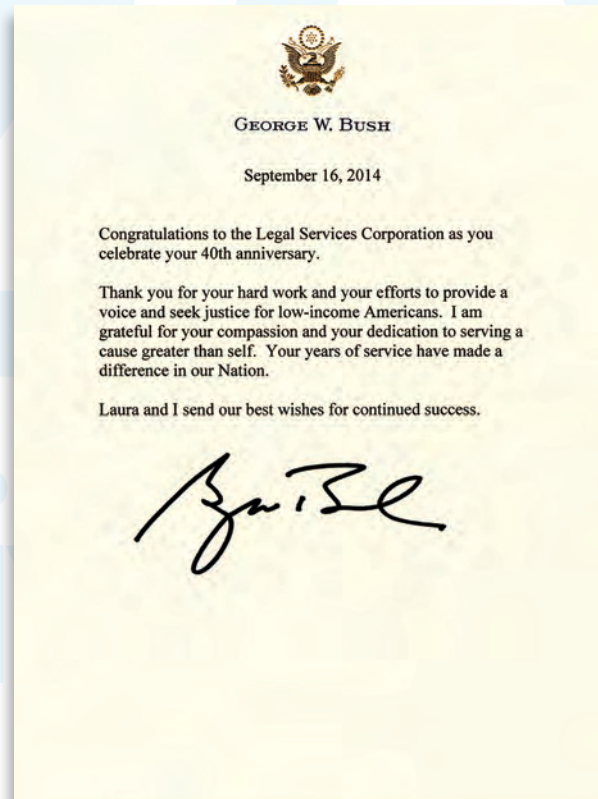 GEORGE W. BUSH
September 16, 2014
Congratulations to the Legal Services Corporation as you
celebrate your 40th anniversary.
Thank you for your hard work and your efforts to provide a
voice and seek justice for low-income Americans.  I am
grateful for your compassion and your dedication to serving a
cause greater than self.  Your years of service have made a
difference in our Nation.
Laura and I send our best wishes for continued success.